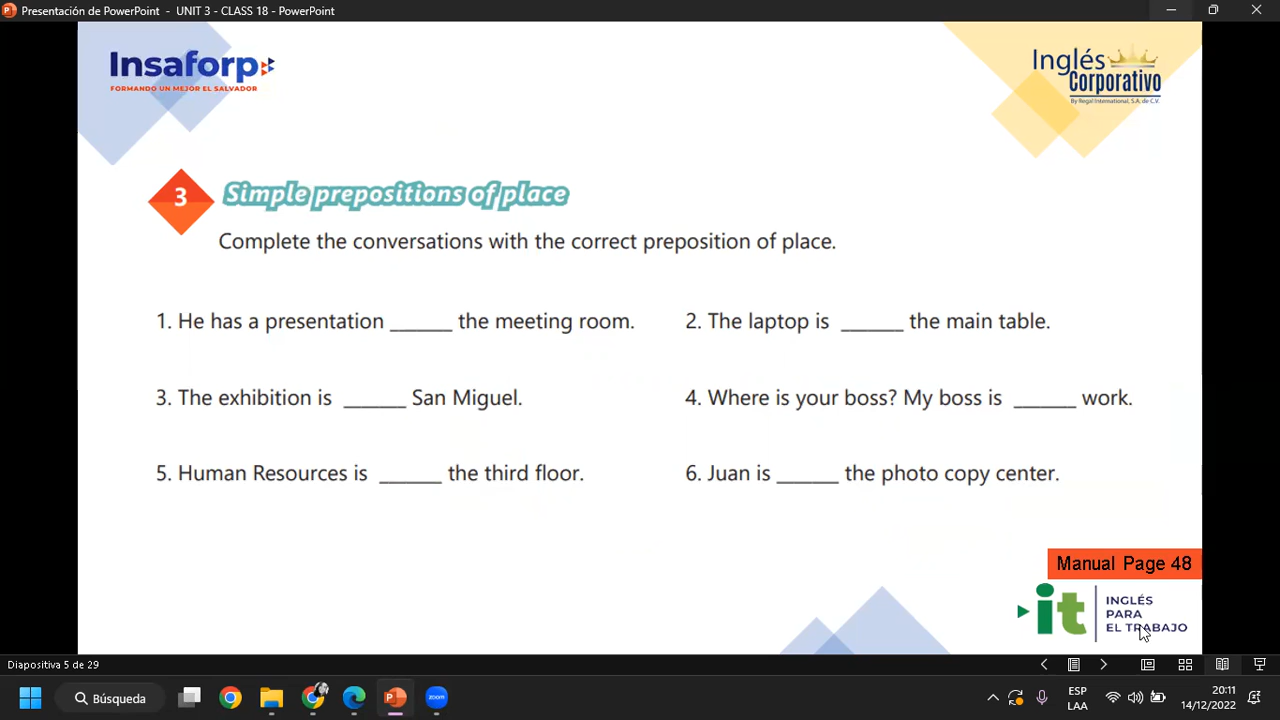 Presentación de PowerPoint - UNIT 3 - CLASS 18 - PowerPoint
Insaforp
FORMANDO UN MEJOR EL SALVADOR
Inglés
Corporativo
By Regal International, S.A. de C.V.
3
Simple prepositions of place
Complete the conversations with the correct preposition of place.
1. He has a presentation ______ the meeting room.
2. The laptop is ______ the main table.
3. The exhibition is ______ San Miguel.
4. Where is your boss? My boss is ______ work.
5. Human Resources is ______ the third floor.
6. Juan is ______ the photo copy center.
Manual Page 48
it
INGLÉS
PARA
EL TRABAJO
Diapositiva 5 de 29
Búsqueda
zoom
ESP
LAA
20:11
14/12/2022